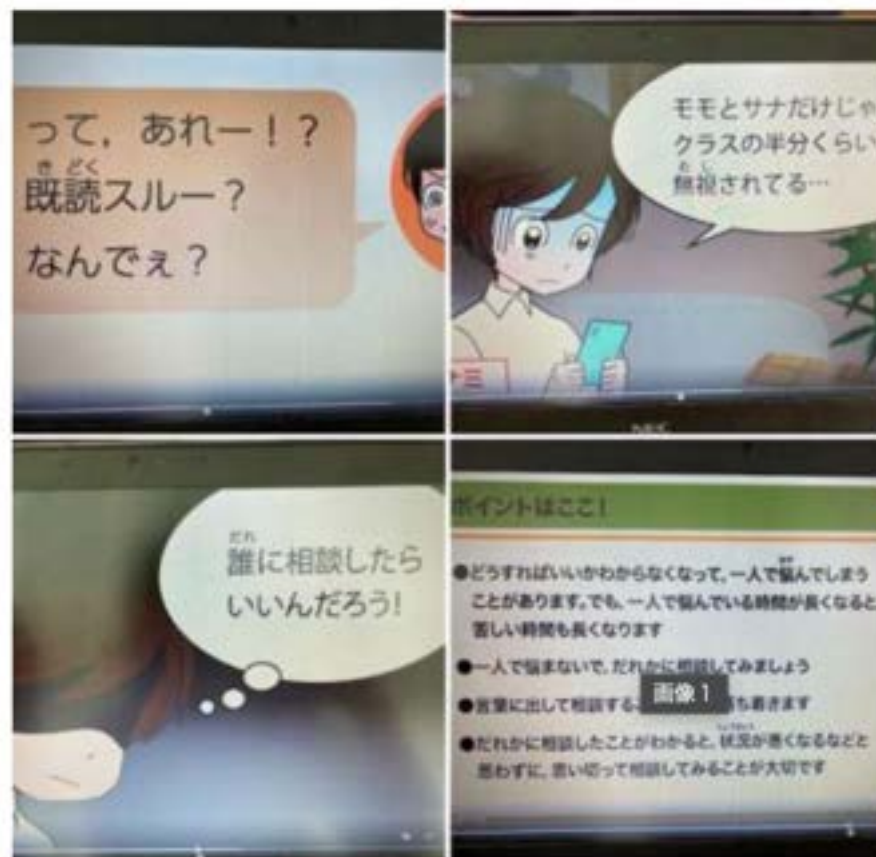 って，あれー！？
きどく
既読スルー？
なんでぇ？
モモとサナだけじゃ
クラスの半分くらい
むし
無視されてる…
だれ
誰に相談したら
いいんだろう！
ポイントはここ！
●どうすればいいかわからなくなって、一人で悩んでしまう
ことがあります。でも、一人で悩んでいる時間が長くなると
苦しい時間も長くなります
●一人で悩まないで、だれかに相談してみましょう
●言葉に出して相談する
画像1
ち着きます
●だれかに相談したことがわかると、状況が悪くなるなどと
思わずに、思い切って相談してみることが大切です